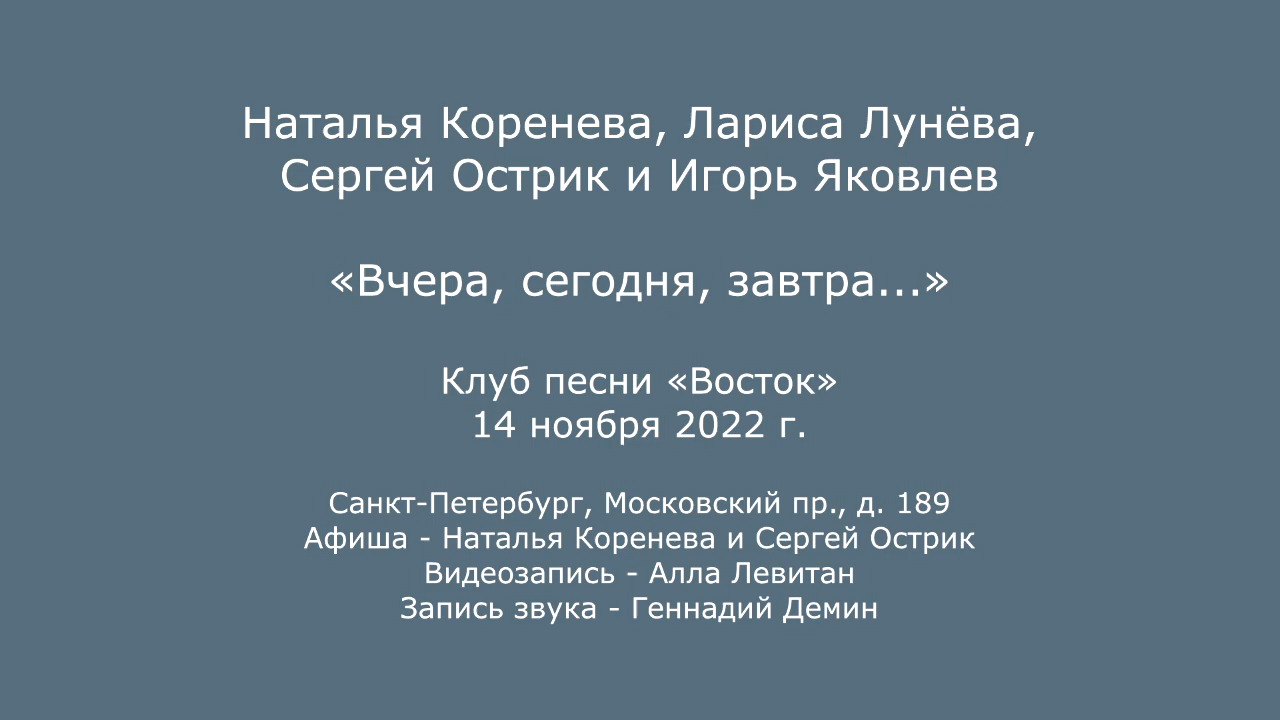 Наталья Коренева, Лариса Лунёва,
Сергей Острик и Игорь Яковлев
«Вчера, сегодня, завтра...»
Клуб песни «Восток»
14 ноября 2022 г.
Санкт-Петербург, Московский пр., д. 189
Афиша - Наталья Коренева и Сергей Острик
Видеозапись - Алла Левитан
Запись звука - Геннадий Демин